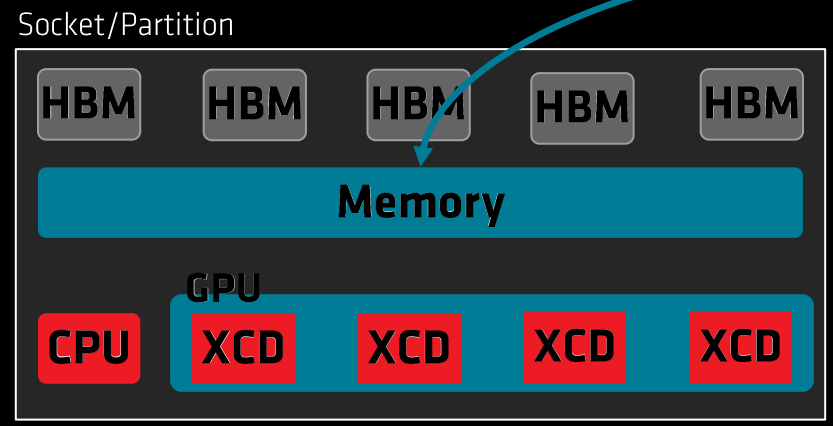 Socket/Partition
HBM HBM HBM HBM HBM
Memory
GPU
CPU XCD XCD XCD XCD